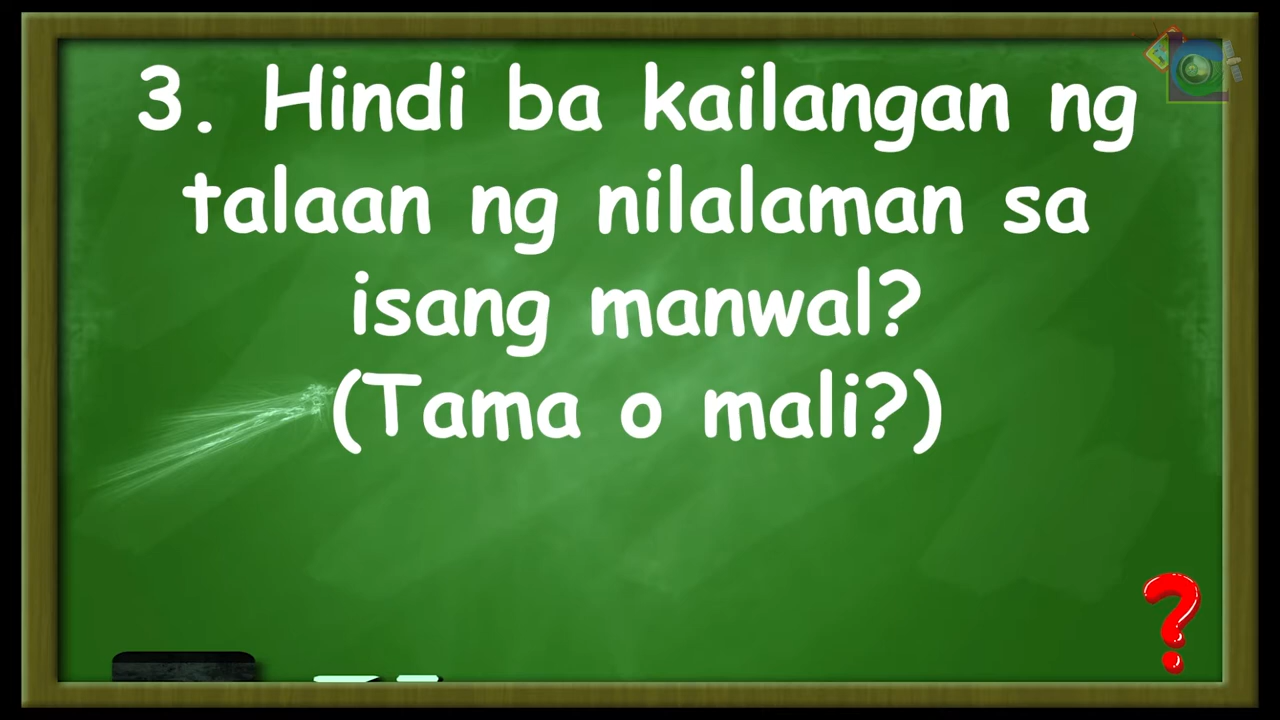 3. Hindi ba kailangan ng
talaan ng nilalaman sa
isang manwal?
(Tama o mali?)